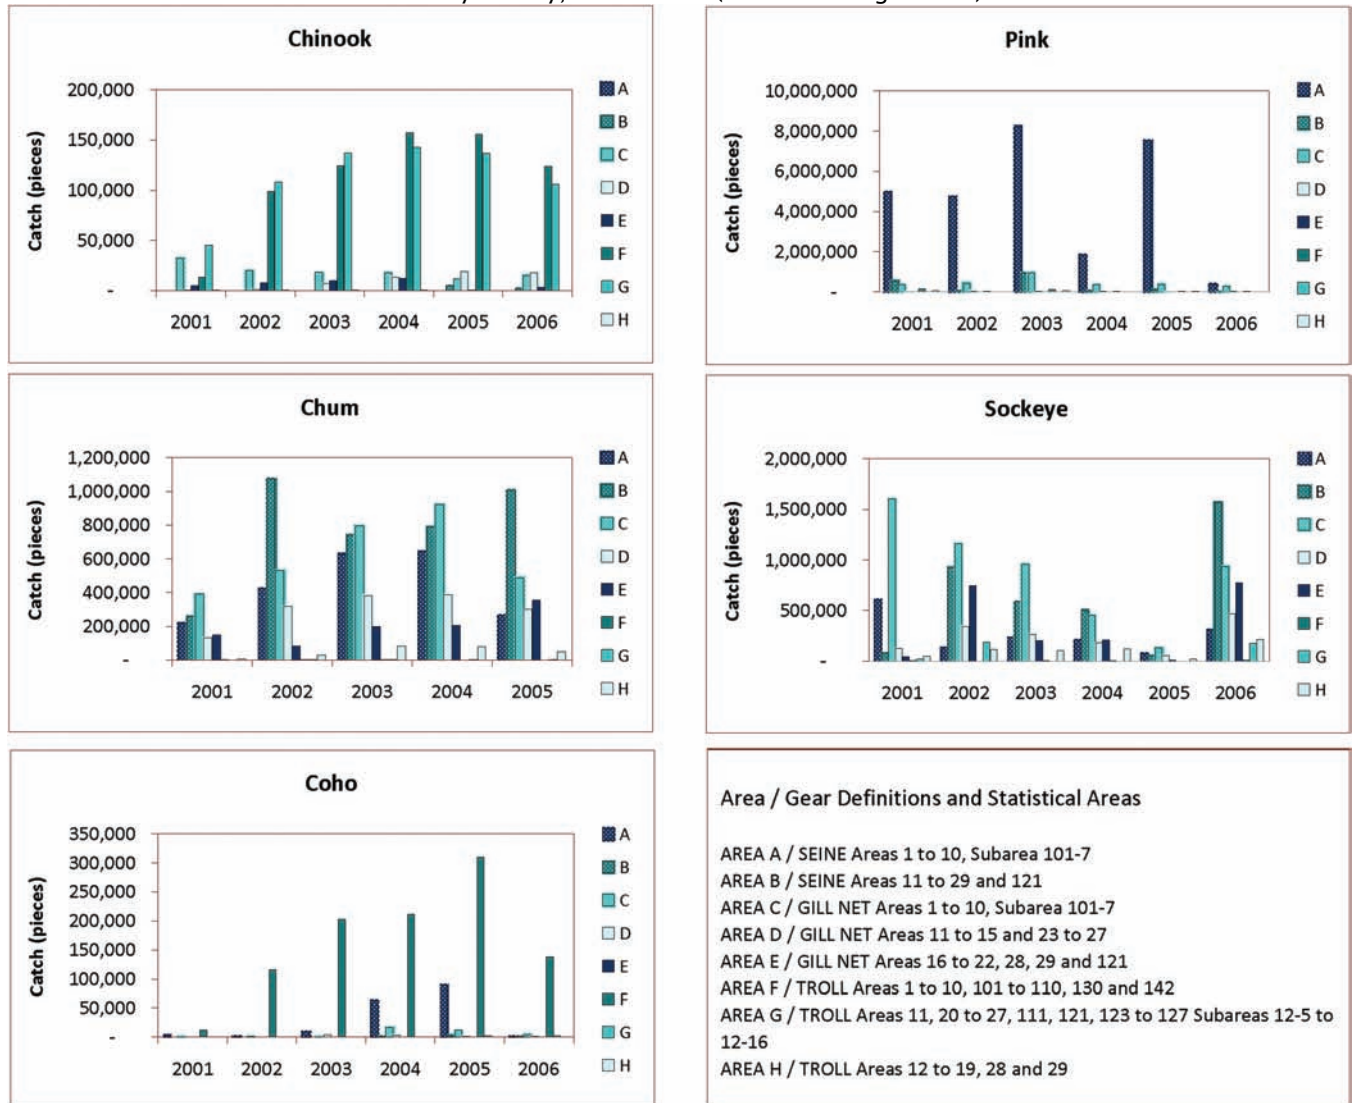 Chinook
200,000
150,000
100,000
50,000
-
Catch (pieces)
2001 2002 2003 2004 2005 2006
A
B
C
D
E
F
G
H
Pink
10,000,000
8,000,000
6,000,000
4,000,000
2,000,000
-
Catch (pieces)
2001 2002 2003 2004 2005 2006
A
B
C
D
E
F
G
H
Chum
1,200,000
1,000,000
800,000
600,000
400,000
200,000
-
Catch (pieces)
2001 2002 2003 2004 2005
A
B
C
D
E
F
G
H
Sockeye
2,000,000
1,500,000
1,000,000
500,000
-
Catch (pieces)
2001 2002 2003 2004 2005 2006
A
B
C
D
E
F
G
H
Coho
350,000
300,000
250,000
200,000
150,000
100,000
50,000
-
Catch (pieces)
2001 2002 2003 2004 2005 2006
A
B
C
D
E
F
G
H
Area / Gear Definitions and Statistical Areas
AREA A / SEINE Areas 1 to 10, Subarea 101-7
AREA B / SEINE Areas 11 to 29 and 121
AREA C / GILL NET Areas 1 to 10, Subarea 101-7
AREA D / GILL NET Areas 11 to 15 and 23 to 27
AREA E / GILL NET Areas 16 to 22, 28, 29 and 121
AREA F / TROLL Areas 1 to 10, 101 to 110, 130 and 142
AREA G / TROLL Areas 11, 20 to 27, 111, 121, 123 to 127 Subareas 12-5 to
12-16
AREA H / TROLL Areas 12 to 19, 28 and 29